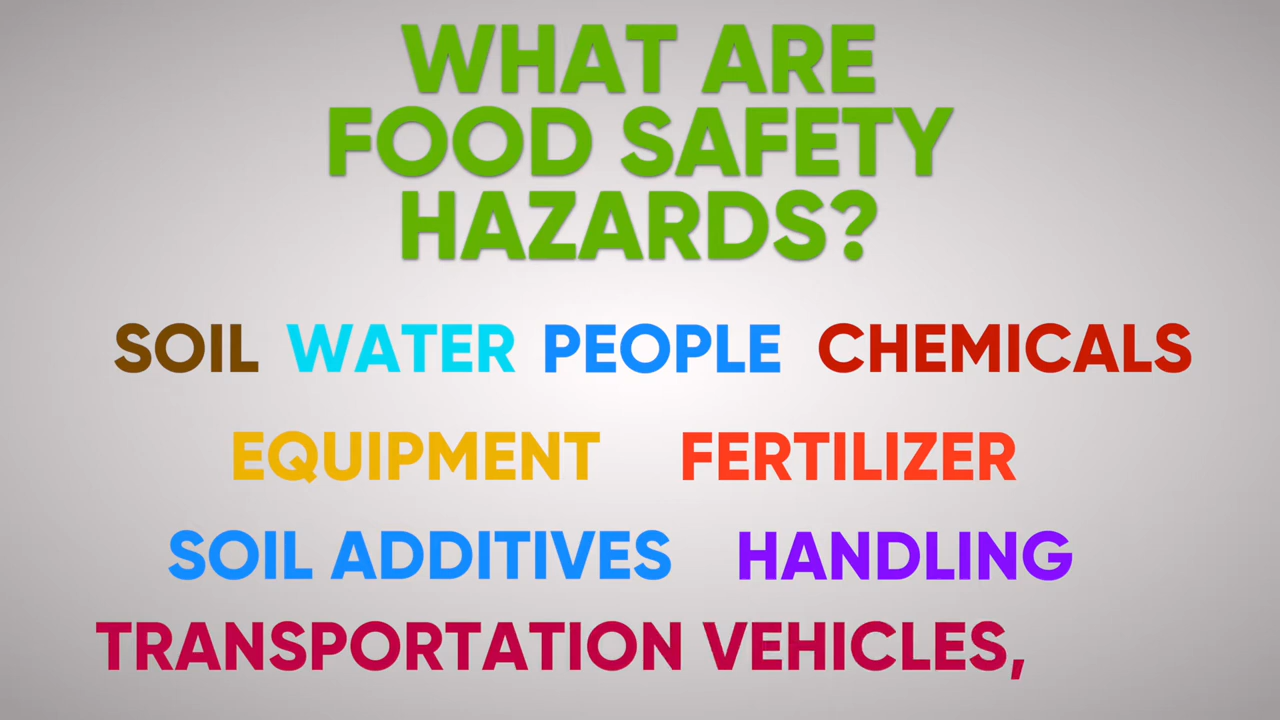 WHAT ARE
FOOD SAFETY
HAZARDS?
SOIL WATER PEOPLE CHEMICALS
EQUIPMENT FERTILIZER
SOIL ADDITIVES HANDLING
TRANSPORTATION VEHICLES,